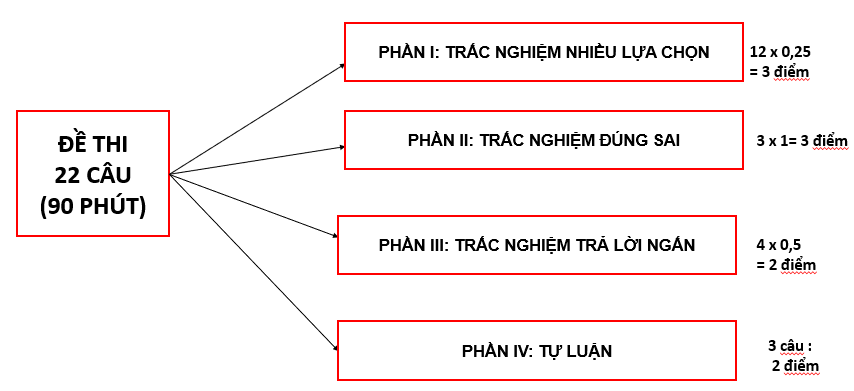 ĐỀ THI
22 CÂU
(90 PHÚT)
PHẦN I: TRẮC NGHIỆM NHIỀU LỰA CHỌN
12 x 0,25
= 3 điểm
PHẦN II: TRẮC NGHIỆM ĐÚNG SAI
3 x 1= 3 điểm
PHẦN III: TRẮC NGHIỆM TRẢ LỜI NGẮN
4 x 0,5
= 2 điểm
PHẦN IV: TỰ LUẬN
3 câu :
2 điểm